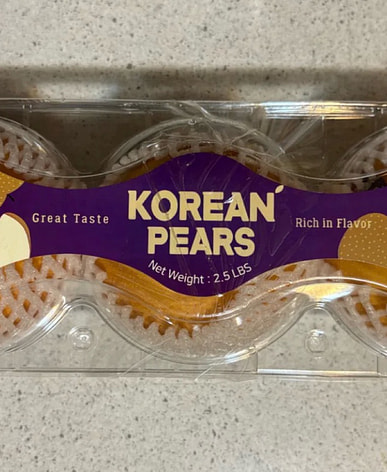 Great Taste
KOREAN
PEARS
Net Weight : 2.5 LBS
Rich in Flavor